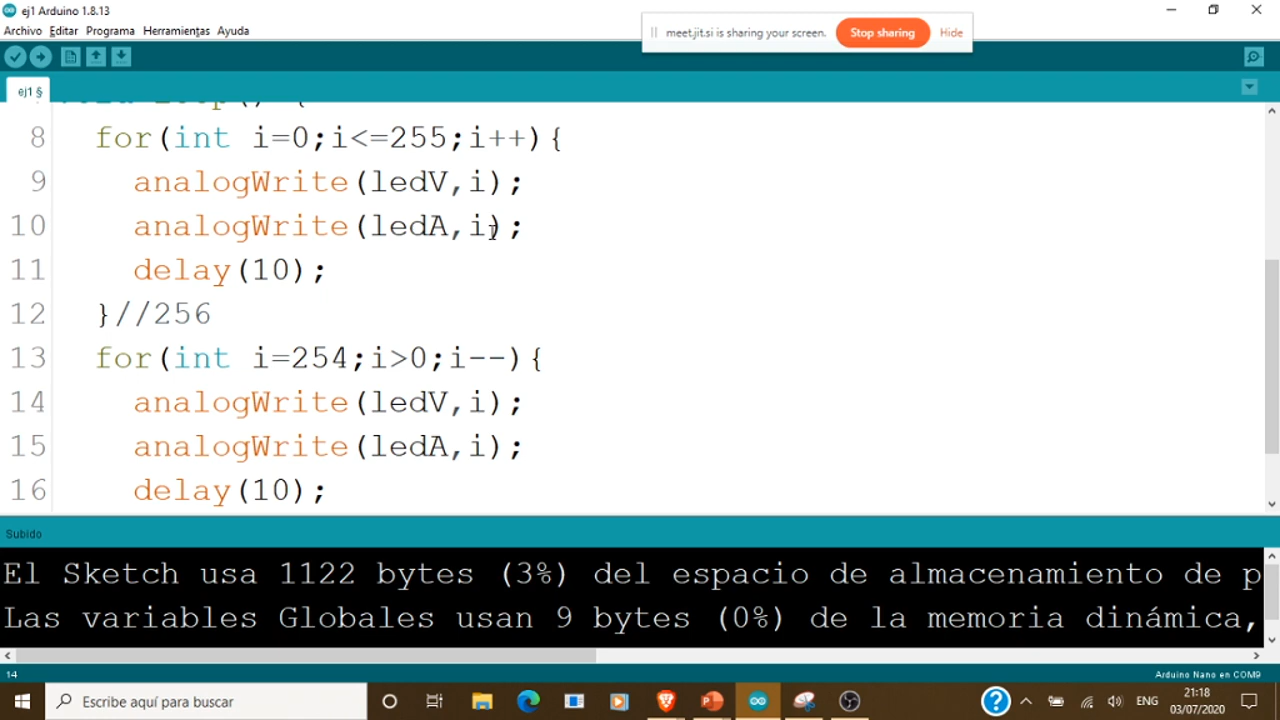 ej1 Arduino 1.8.13
Archivo Editar Programa Herramientas Ayuda
meet.jit.si is sharing your screen. Stop sharing Hide
ej1 §
void loop() {
8 for(int i=0;i<=255;i++){
9 analogWrite(ledV,i);
10 analogWrite(ledA,i);
11 delay(10);
12 }//256
13 for(int i=254;i>0;i--){
14 analogWrite(ledV,i);
15 analogWrite(ledA,i);
16 delay(10);
Subido
El Sketch usa 1122 bytes (3%) del espacio de almacenamiento de p
Las variables Globales usan 9 bytes (0%) de la memoria dinámica,
14
Arduino Nano en COM9
Escribe aquí para buscar
ENG
21:18
03/07/2020